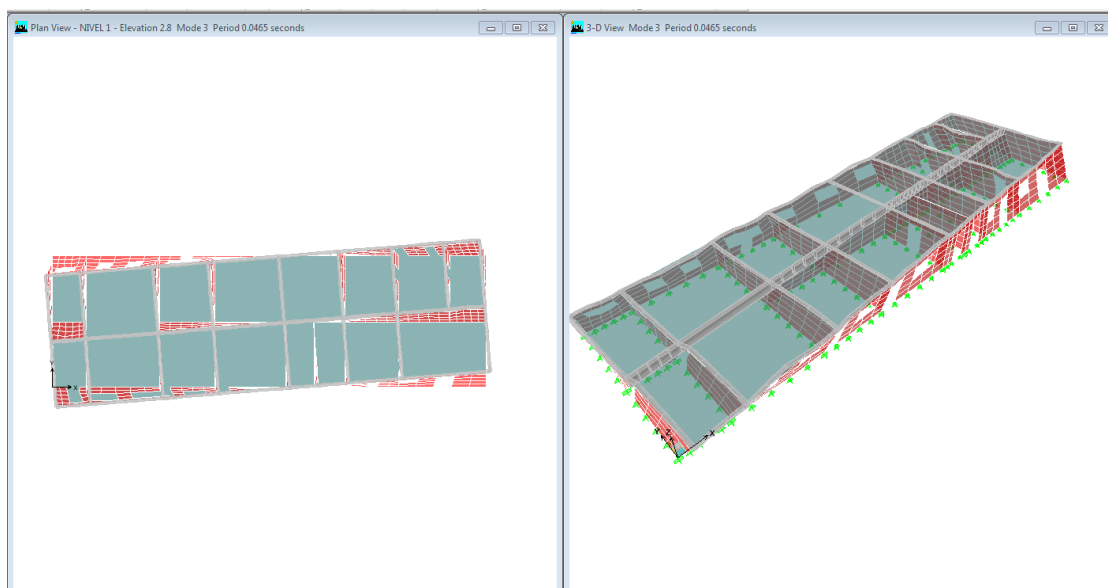 Plan View - NIVEL 1 - Elevation 2.8 Mode 3 Period 0.0465 seconds
3-D View Mode 3 Period 0.0465 seconds
Y
X
Y
Z
X